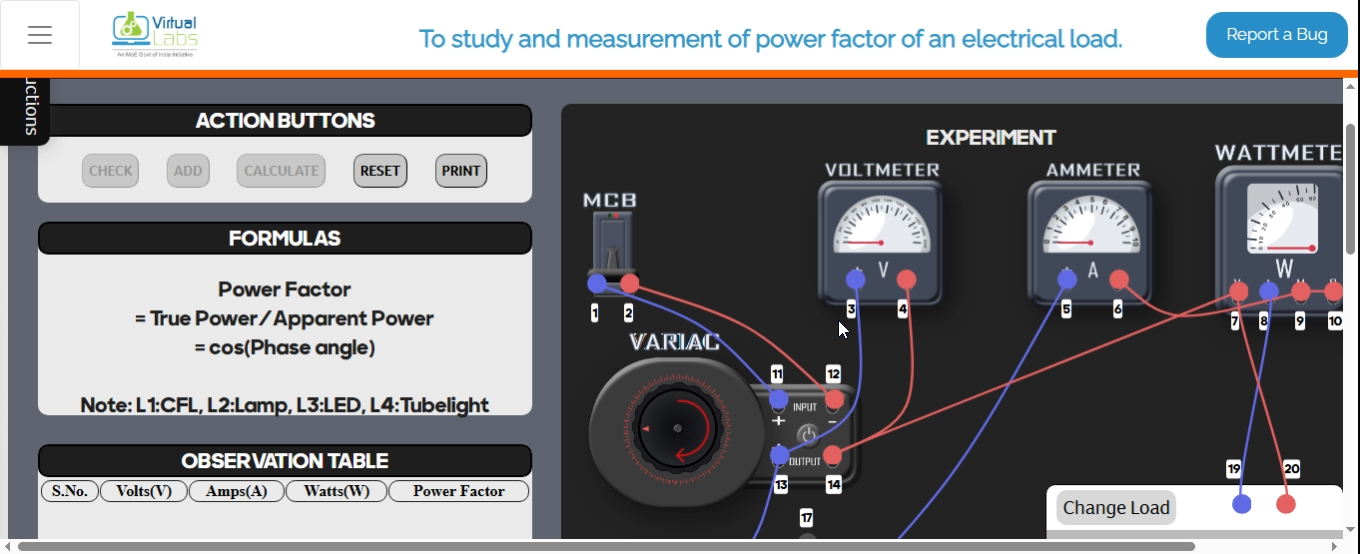 Virtual
Labs
An MoE Govt of India Initiative
To study and measurement of power factor of an electrical load.
Report a Bug
uctions
ACTION BUTTONS
CHECK
ADD
CALCULATE
RESET
PRINT
FORMULAS
Power Factor
= True Power/Apparent Power
= cos(Phase angle)
Note: L1:CFL, L2:Lamp, L3:LED, L4:Tubelight
OBSERVATION TABLE
S.No. Volts(V) Amps(A) Watts(W) Power Factor
EXPERIMENT
MCB
1 2
VOLTMETER
V
3 4
AMMETER
A
5 6
WATTMETE
W
7 8 9 10
VARIAC
11 12
INPUT
+ −
OUTPUT
13 14
17
19 20
Change Load